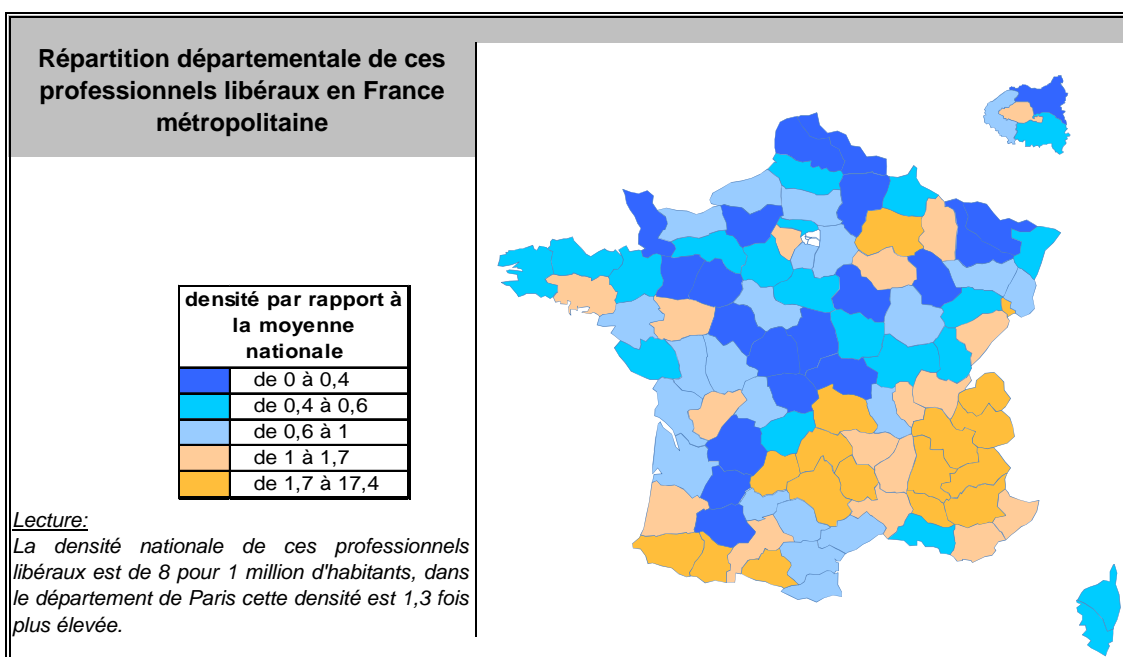 Répartition départementale de ces
professionnels libéraux en France
métropolitaine
densité par rapport à
la moyenne
nationale
de 0 à 0,4
de 0,4 à 0,6
de 0,6 à 1
de 1 à 1,7
de 1,7 à 17,4
Lecture:
La densité nationale de ces professionnels
libéraux est de 8 pour 1 million d'habitants, dans
le département de Paris cette densité est 1,3 fois
plus élevée.